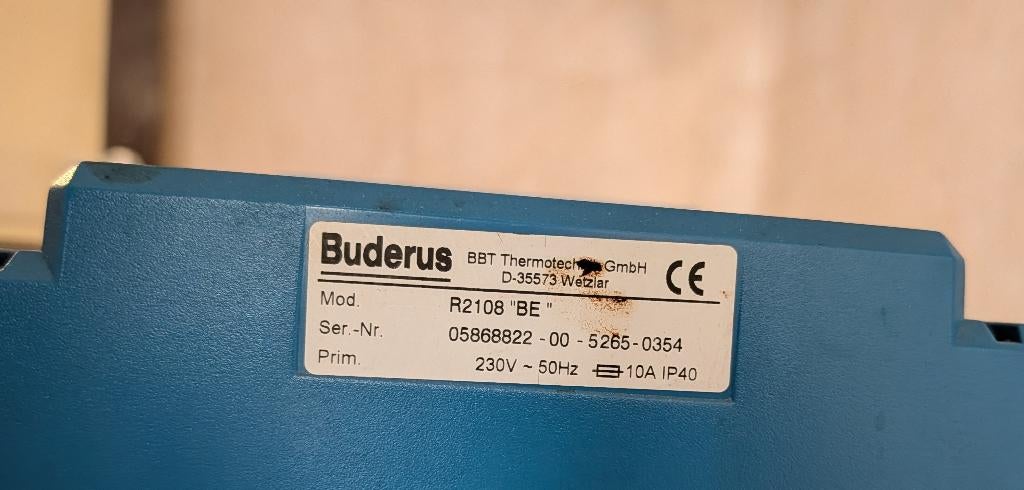 Buderus
BBT Thermotech GmbH
D-35573 Wetzlar
CE
Mod. R2108 "BE "
Ser.-Nr. 05868822 - 00 - 5265 - 0354
Prim. 230V ~ 50Hz 10A IP40